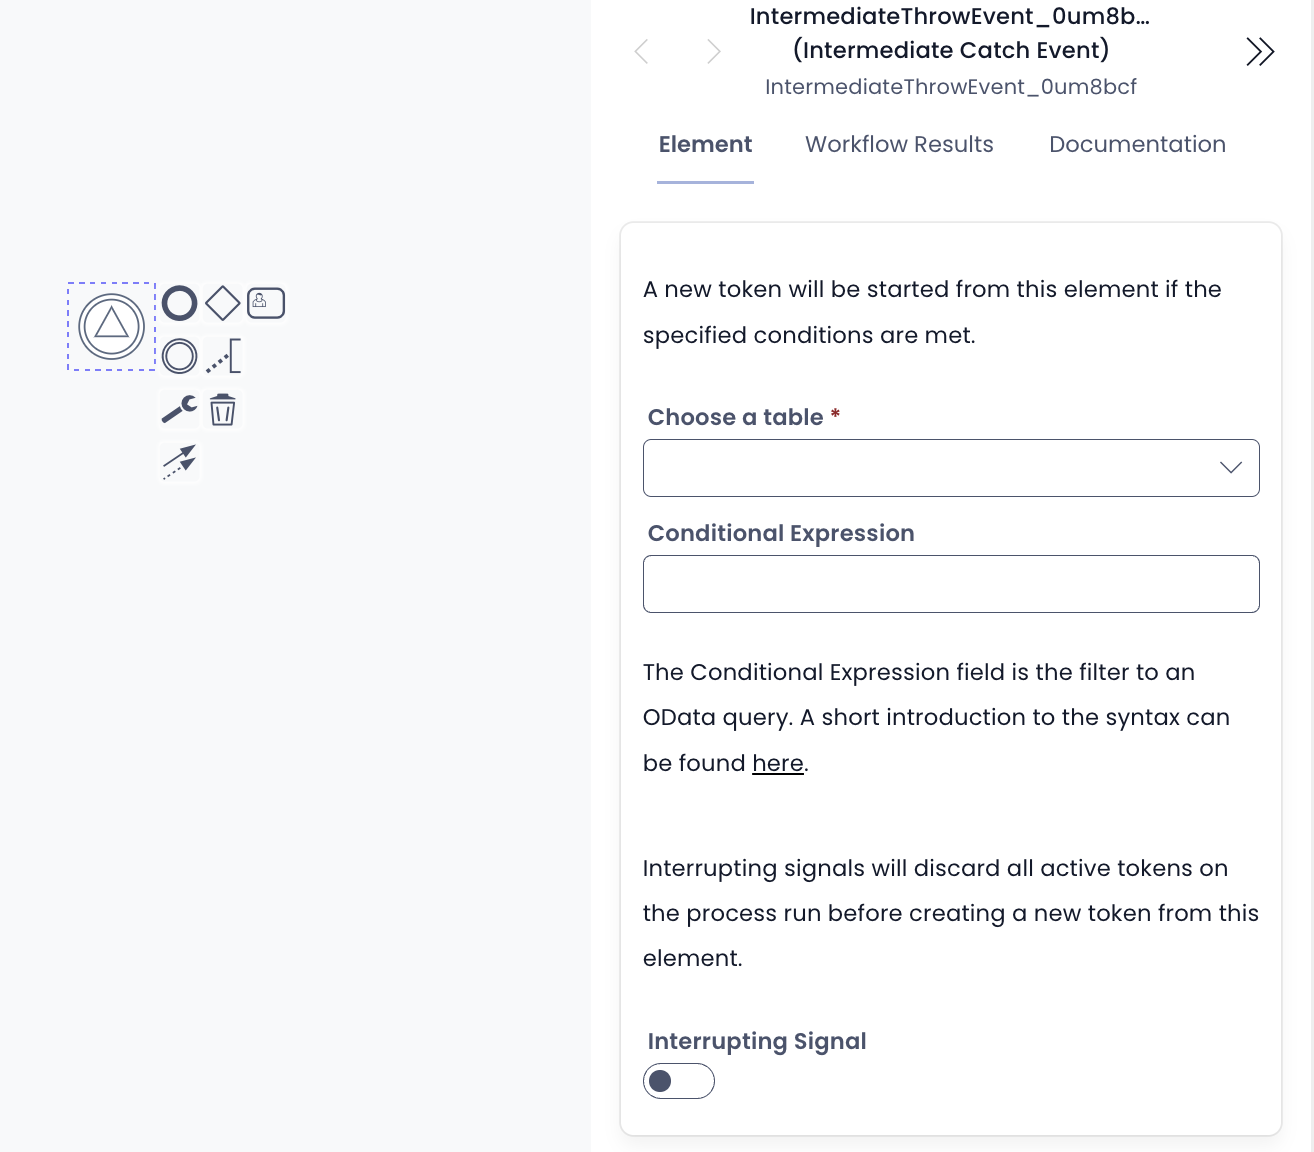 IntermediateThrowEvent_0um8b...
(Intermediate Catch Event)
IntermediateThrowEvent_0um8bcf
Element
Workflow Results
Documentation
A new token will be started from this element if the
specified conditions are met.
Choose a table *
Conditional Expression
The Conditional Expression field is the filter to an
OData query. A short introduction to the syntax can
be found here.
Interrupting signals will discard all active tokens on
the process run before creating a new token from this
element.
Interrupting Signal